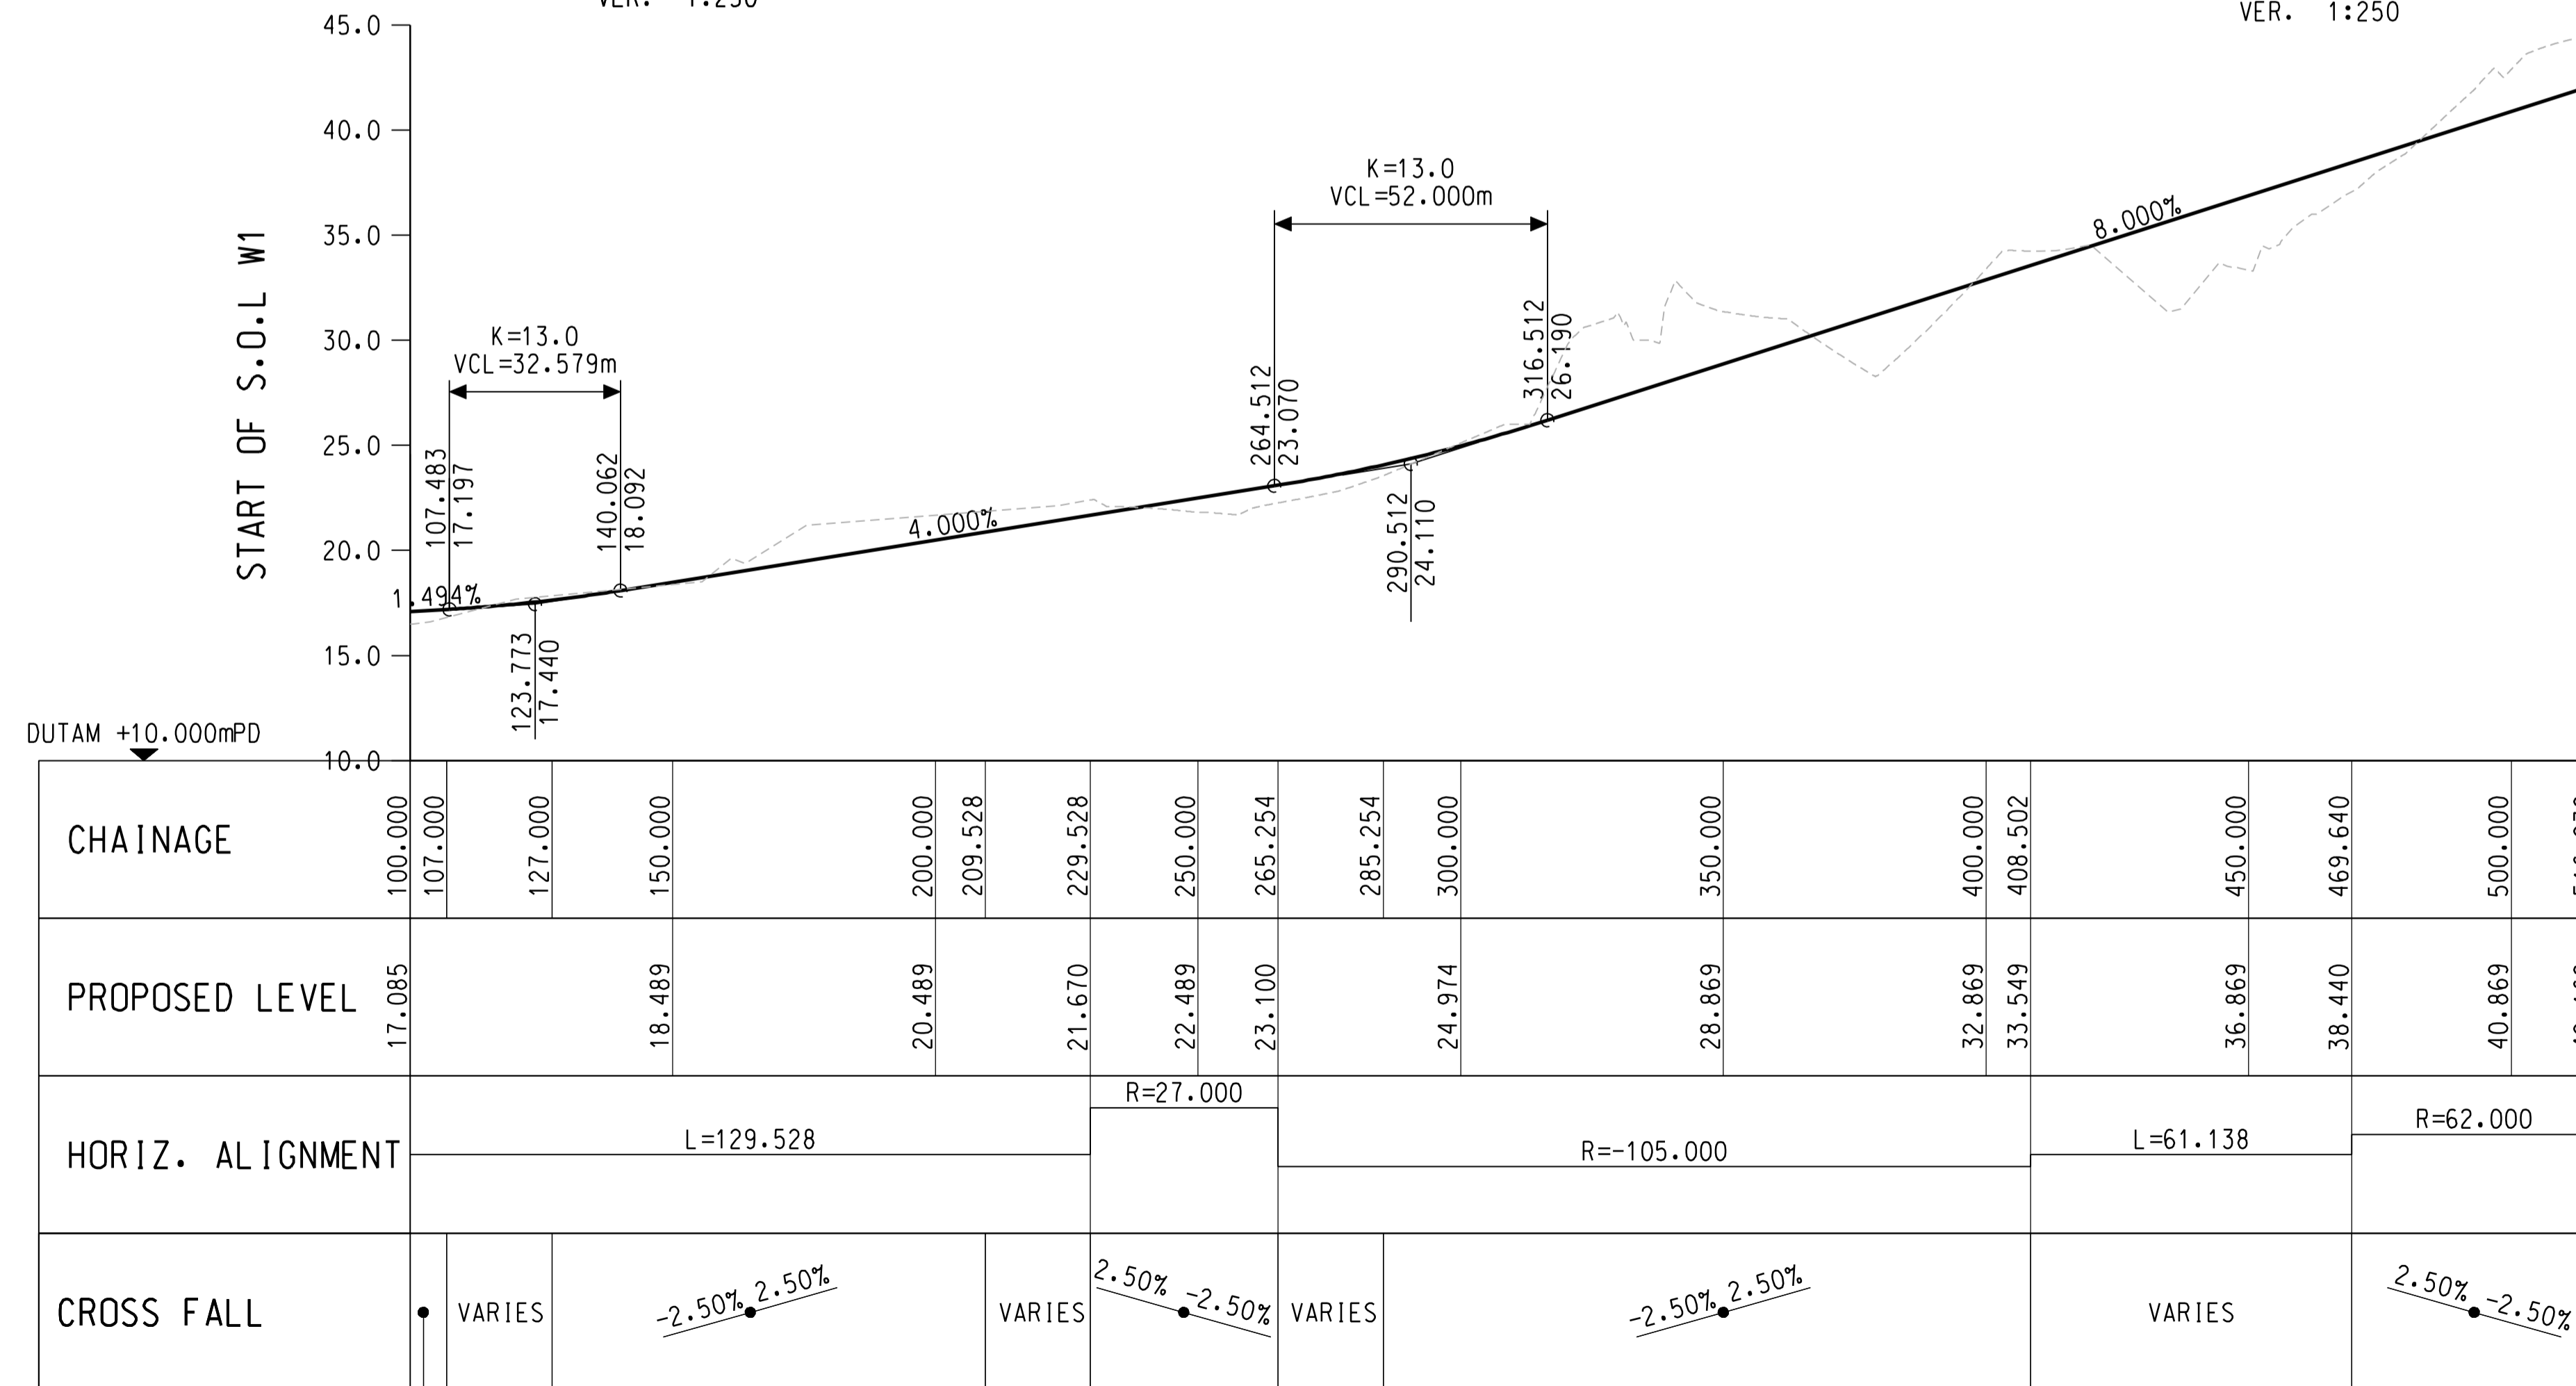 VER. 1:250
VER. 1:250
45.0
40.0
35.0
30.0
25.0
20.0
15.0
10.0
START OF S.O.L W1
DUTAM +10.000mPD
K=13.0
VCL=32.579m
107.483
17.197
140.062
18.092
1.494%
123.773
17.440
4.000%
K=13.0
VCL=52.000m
264.512
23.070
316.512
26.190
290.512
24.110
8.000%
CHAINAGE
100.000
107.000
127.000
150.000
200.000
209.528
229.528
250.000
265.254
285.254
300.000
350.000
400.000
408.502
450.000
469.640
500.000
PROPOSED LEVEL
17.085
18.489
20.489
21.670
22.489
23.100
24.974
28.869
32.869
33.549
36.869
38.440
40.869
HORIZ. ALIGNMENT
L=129.528
R=27.000
R=-105.000
L=61.138
R=62.000
CROSS FALL
VARIES
-2.50% 2.50%
VARIES
2.50% -2.50%
VARIES
-2.50% 2.50%
VARIES
2.50% -2.50%